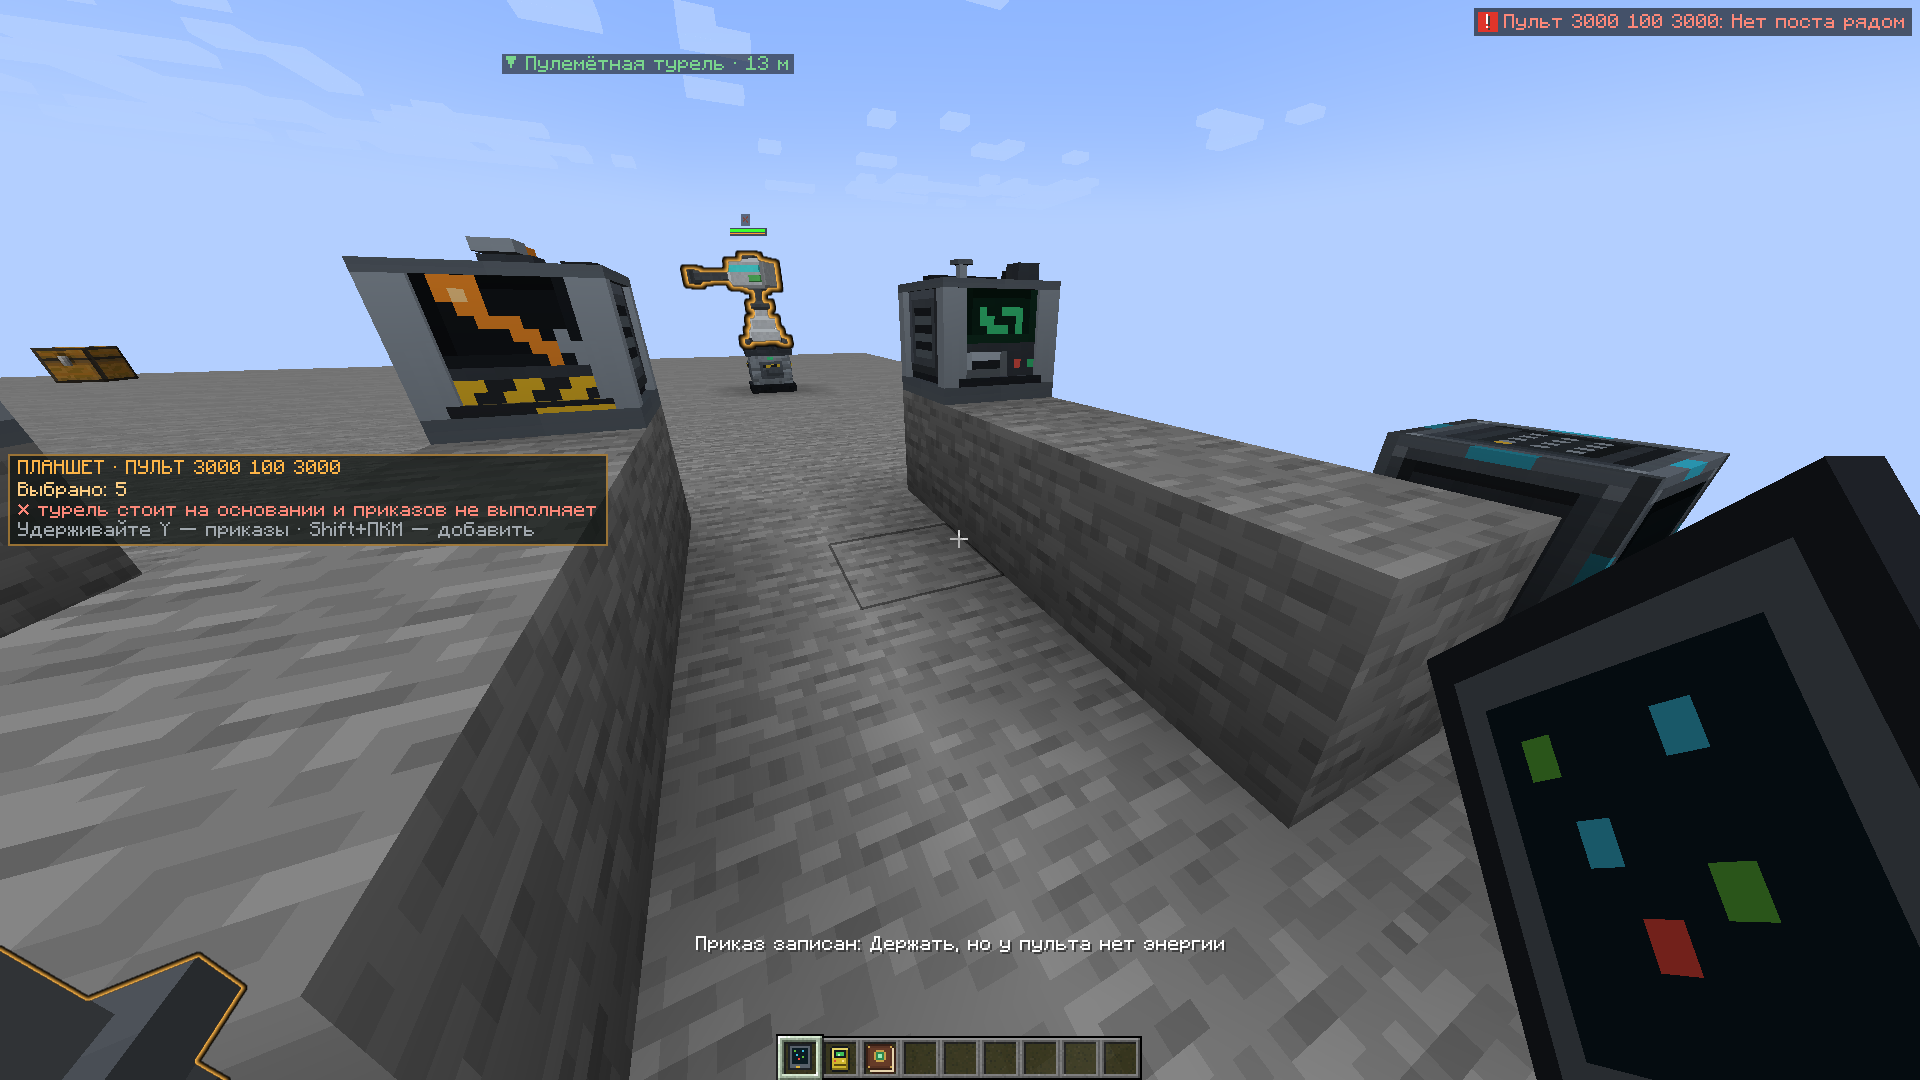 ! Пульт 3000 100 3000: Нет поста рядом
▼ Пулемётная турель · 13 м
ПЛАНШЕТ · ПУЛЬТ 3000 100 3000
Выбрано: 5
✕ турель стоит на основании и приказов не выполняет
Удерживайте Y — приказы · Shift+ПКМ — добавить
Приказ записан: Держать, но у пульта нет энергии